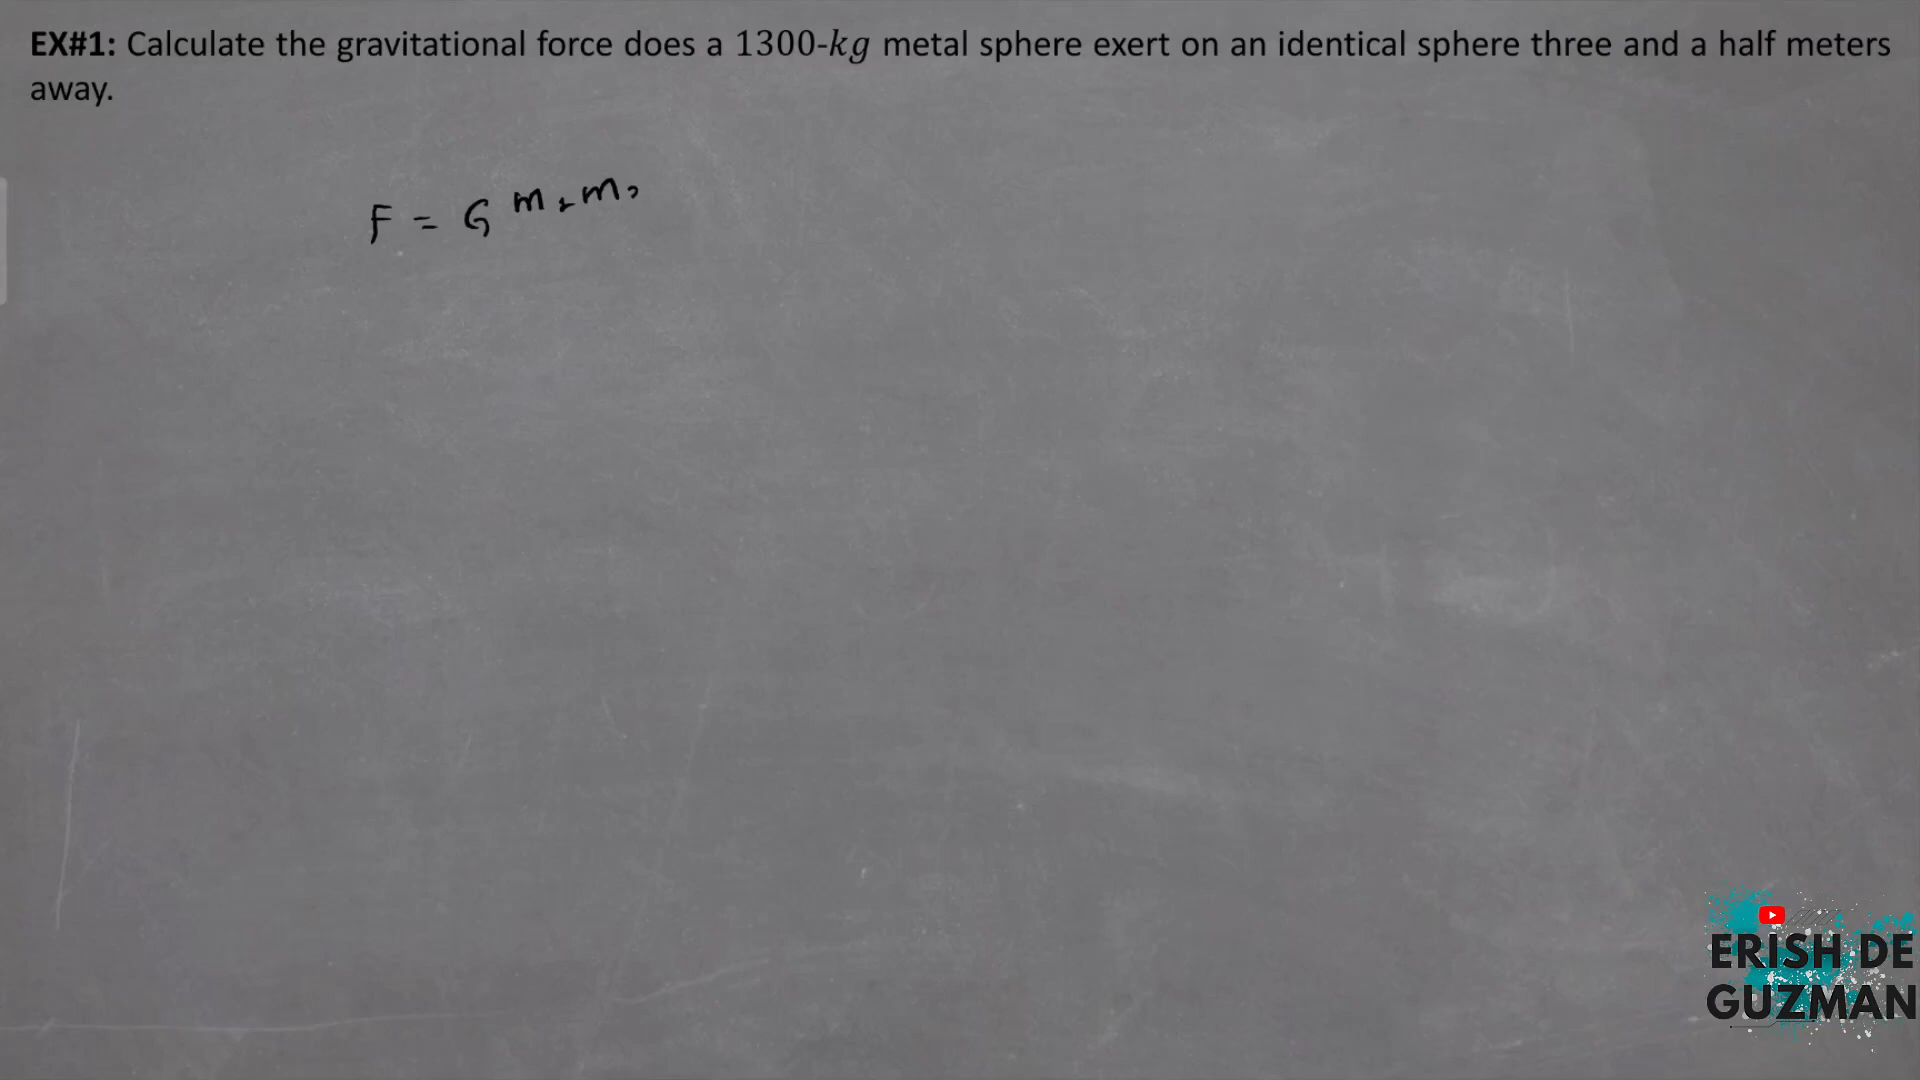 EX#1: Calculate the gravitational force does a 1300-kg metal sphere exert on an identical sphere three and a half meters
away.
F = G m₁m₂
ERISH DE
GUZMAN